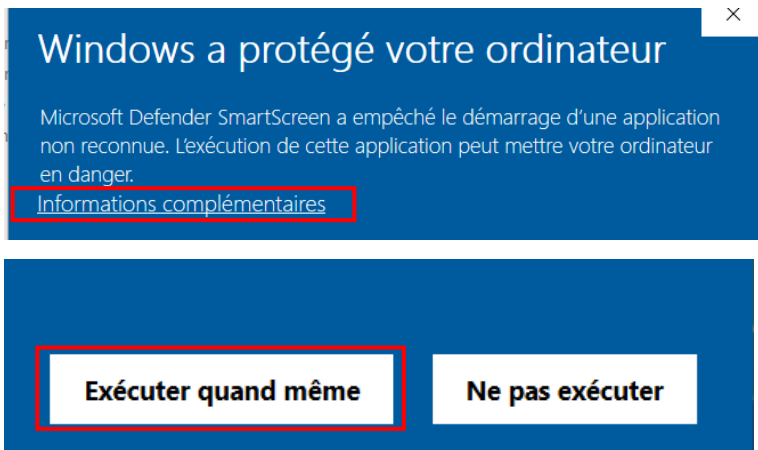 Windows a protégé votre ordinateur
Microsoft Defender SmartScreen a empêché le démarrage d’une application
non reconnue. L’exécution de cette application peut mettre votre ordinateur
en danger.
Informations complémentaires
Exécuter quand même
Ne pas exécuter